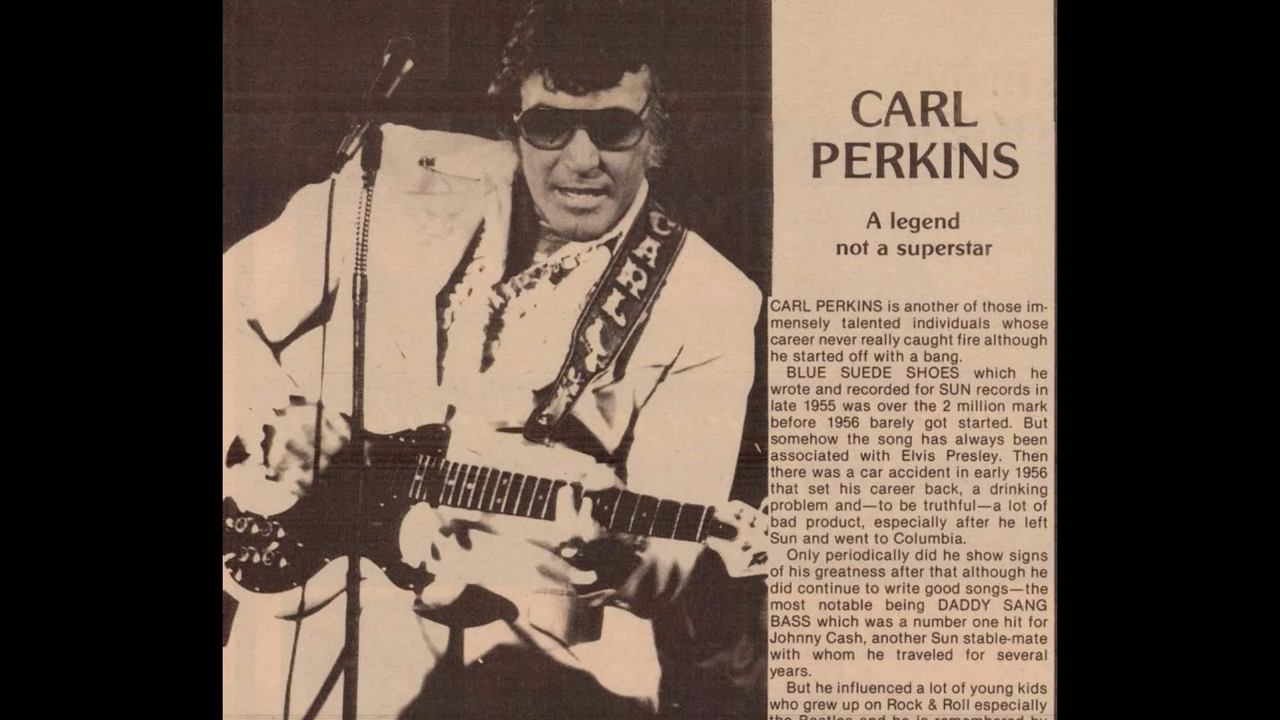 CARL
PERKINS
A legend
not a superstar
CARL PERKINS is another of those im-
mensely talented individuals whose
career never really caught fire although
he started off with a bang.
BLUE SUEDE SHOES which he
wrote and recorded for SUN records in
late 1955 was over the 2 million mark
before 1956 barely got started. But
somehow the song has always been
associated with Elvis Presley. Then
there was a car accident in early 1956
that set his career back, a drinking
problem and—to be truthful—a lot of
bad product, especially after he left
Sun and went to Columbia.
Only periodically did he show signs
of his greatness after that although he
did continue to write good songs—the
most notable being DADDY SANG
BASS which was a number one hit for
Johnny Cash, another Sun stable-mate
with whom he traveled for several
years.
But he influenced a lot of young kids
who grew up on Rock & Roll especially
the Beatles and he is remembered by